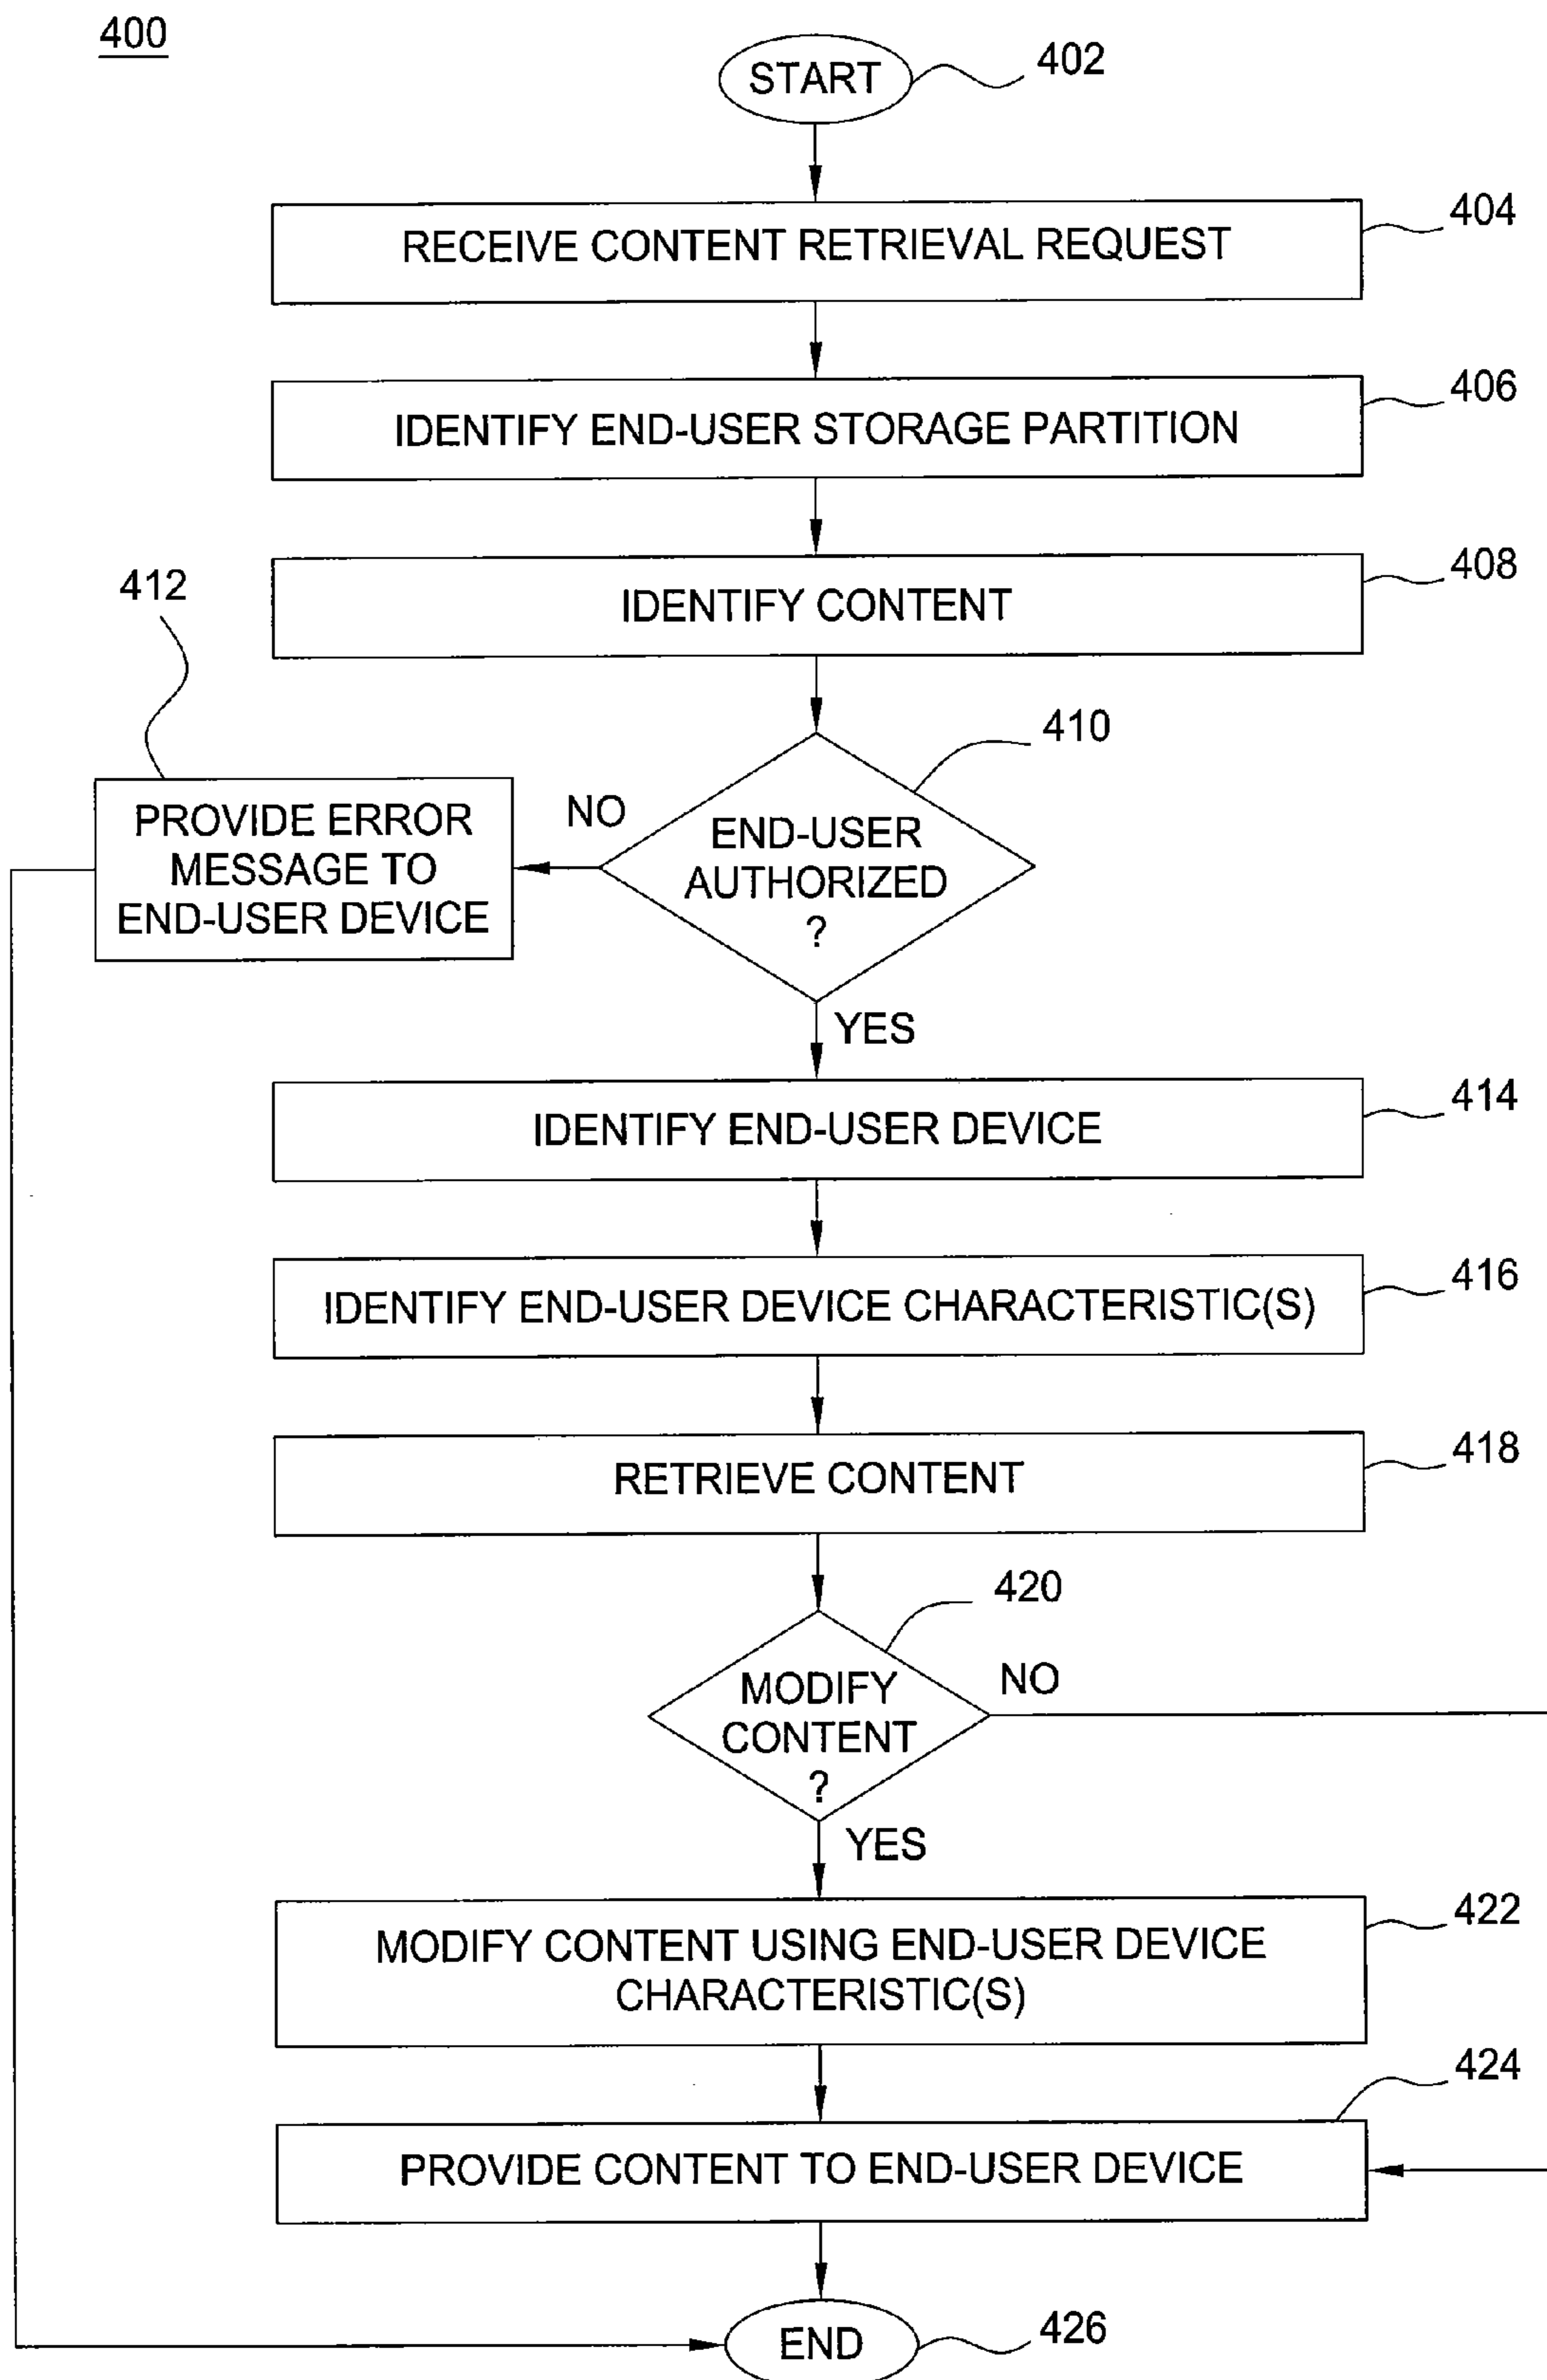 400
START
402
RECEIVE CONTENT RETRIEVAL REQUEST
404
IDENTIFY END-USER STORAGE PARTITION
406
IDENTIFY CONTENT
408
412
410
PROVIDE ERROR
MESSAGE TO
END-USER DEVICE
NO
END-USER
AUTHORIZED
?
YES
IDENTIFY END-USER DEVICE
414
IDENTIFY END-USER DEVICE CHARACTERISTIC(S)
416
RETRIEVE CONTENT
418
420
MODIFY
CONTENT
?
NO
YES
MODIFY CONTENT USING END-USER DEVICE
CHARACTERISTIC(S)
422
424
PROVIDE CONTENT TO END-USER DEVICE
END
426